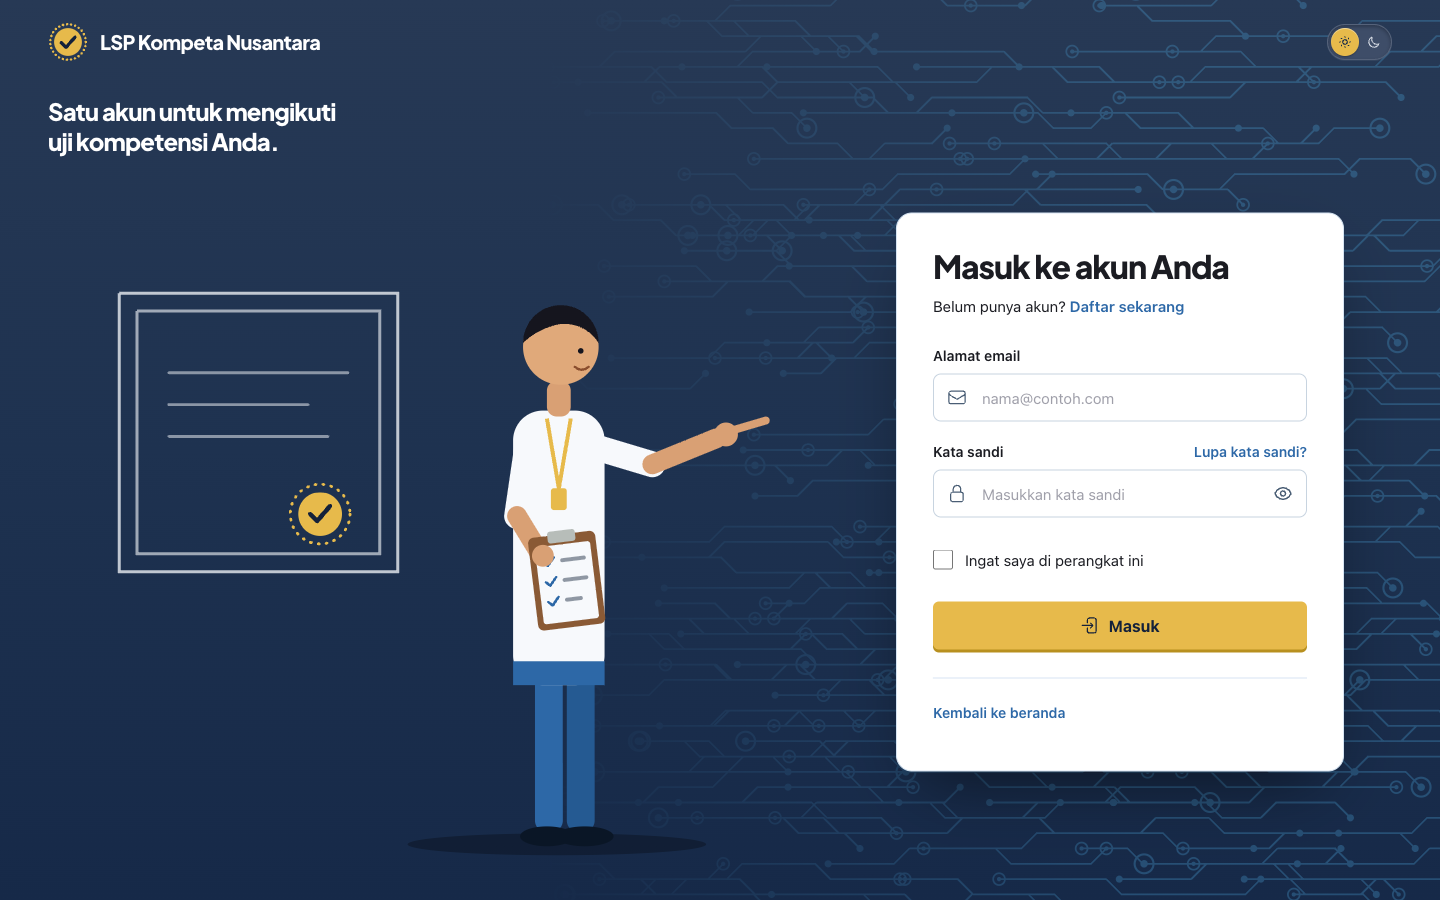 LSP Kompeta Nusantara
Satu akun untuk mengikuti
uji kompetensi Anda.
Masuk ke akun Anda
Belum punya akun? Daftar sekarang
Alamat email
nama@contoh.com
Kata sandi
Lupa kata sandi?
Masukkan kata sandi
Ingat saya di perangkat ini
Masuk
Kembali ke beranda